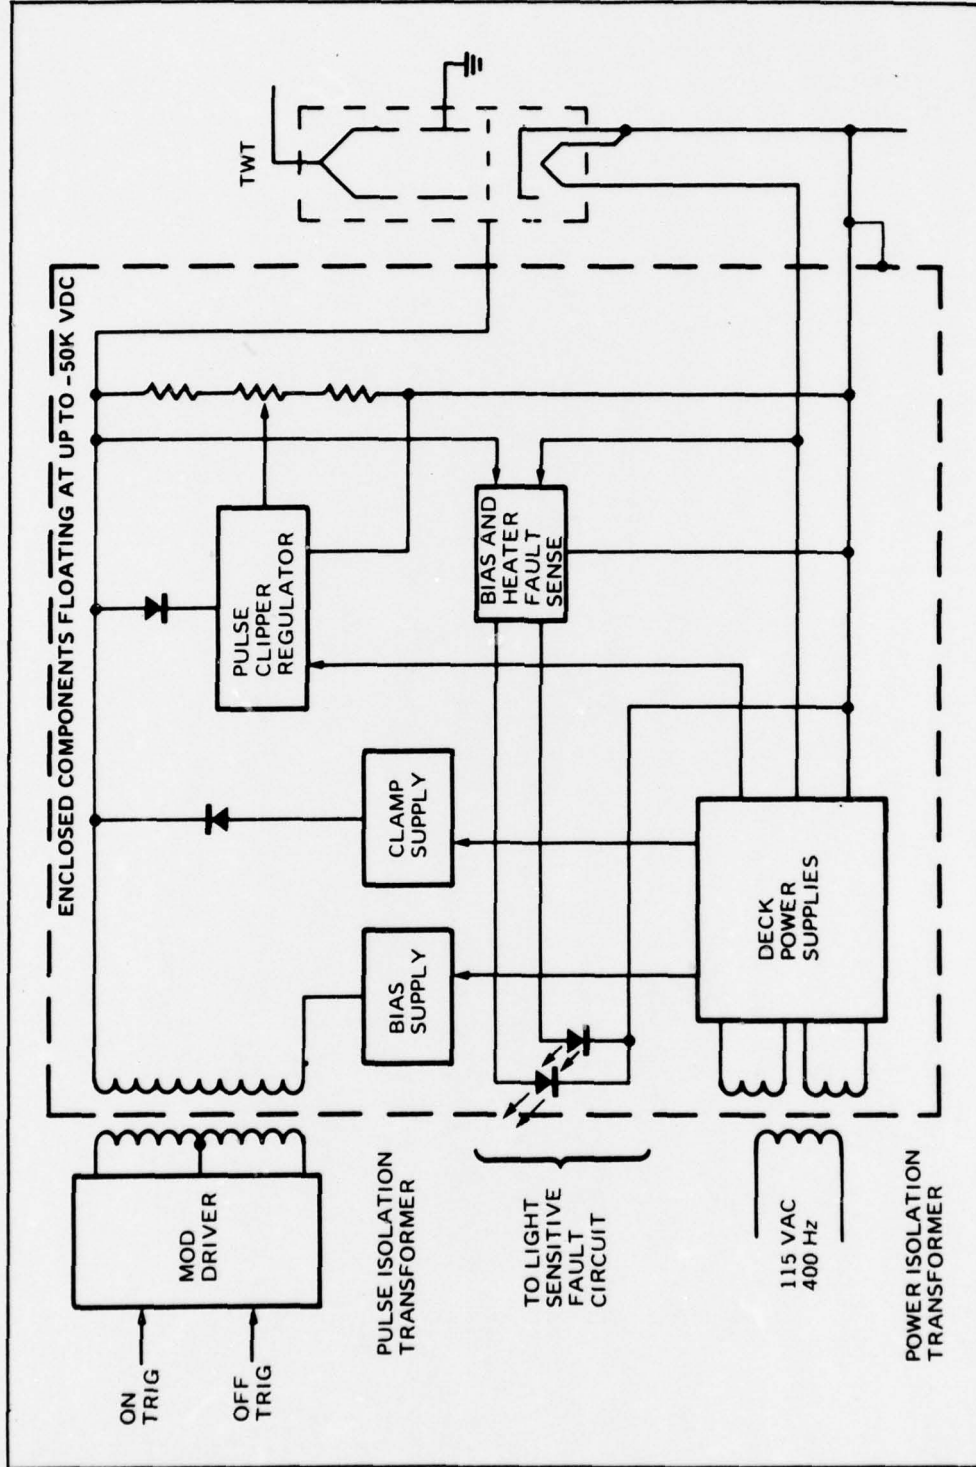 ENCLOSED COMPONENTS FLOATING AT UP TO -50K VDC
ON
TRIG
OFF
TRIG
MOD
DRIVER
PULSE ISOLATION
TRANSFORMER
BIAS
SUPPLY
CLAMP
SUPPLY
PULSE
CLIPPER
REGULATOR
BIAS AND
HEATER
FAULT
SENSE
TWT
TO LIGHT
SENSITIVE
FAULT
CIRCUIT
115 VAC
400 Hz
DECK
POWER
SUPPLIES
POWER ISOLATION
TRANSFORMER